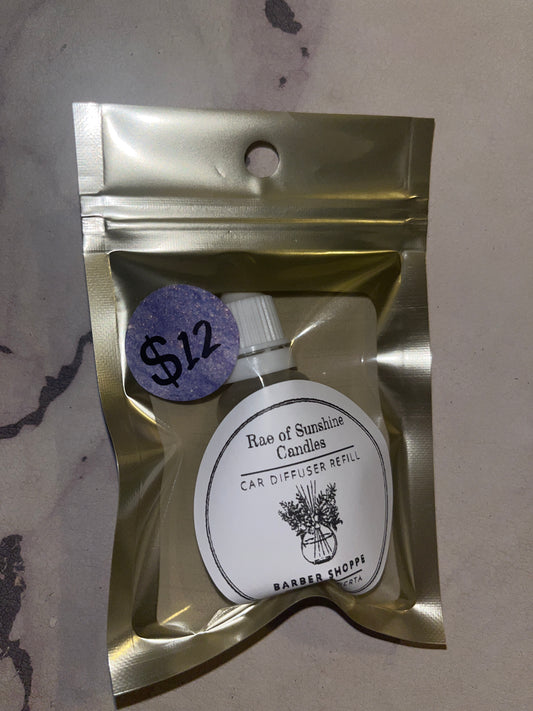 $12
Rae of Sunshine
Candles
CAR DIFFUSER REFILL
BARBER SHOPPE